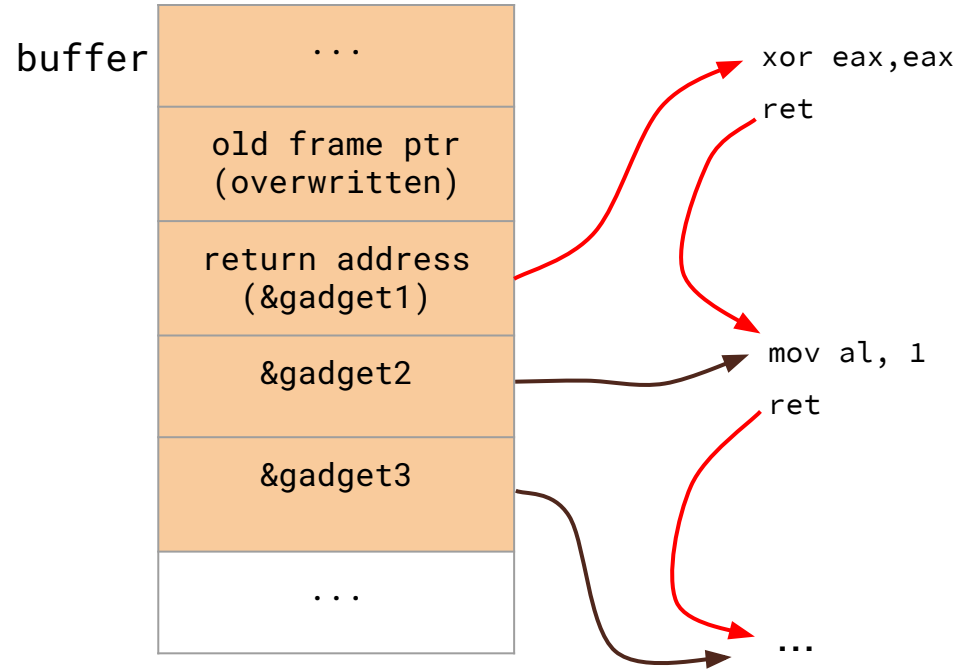 buffer
...
old frame ptr
(overwritten)
return address
(&gadget1)
&gadget2
&gadget3
...
xor eax,eax
ret
mov al, 1
ret
...